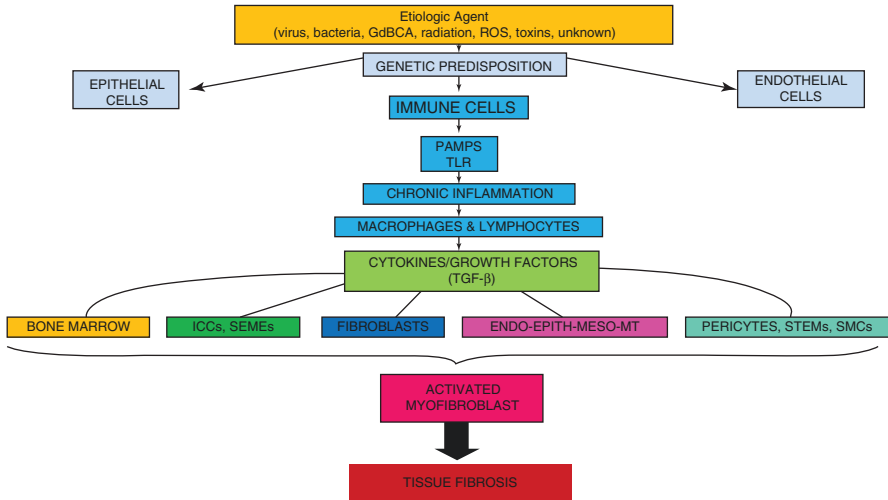 Etiologic Agent
(virus, bacteria, GdBCA, radiation, ROS, toxins, unknown)
GENETIC PREDISPOSITION
EPITHELIAL
CELLS
ENDOTHELIAL
CELLS
IMMUNE CELLS
PAMPS
TLR
CHRONIC INFLAMMATION
MACROPHAGES & LYMPHOCYTES
CYTOKINES/GROWTH FACTORS
(TGF-β)
BONE MARROW
ICCs, SEMEs
FIBROBLASTS
ENDO-EPITH-MESO-MT
PERICYTES, STEMs, SMCs
ACTIVATED
MYOFIBROBLAST
TISSUE FIBROSIS